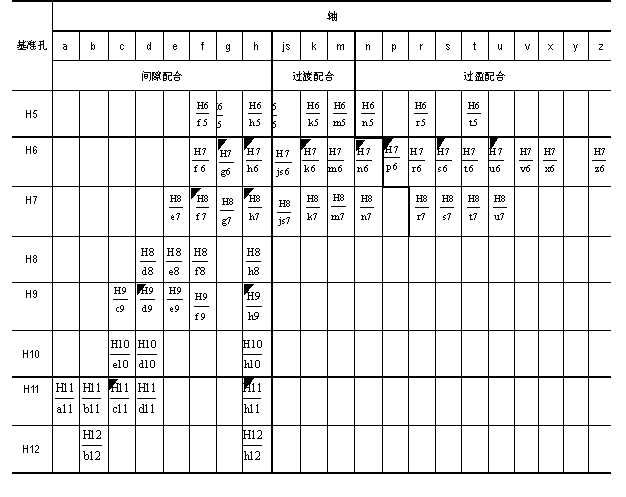 轴
基准孔 a b c d e f g h js k m n p r s t u v x y z
间隙配合 过渡配合 过盈配合
H5 H6/f5 6/5 H6/h5 6/6 H6/k5 H6/m5 H6/n5 H6/r5 H6/t5
H6 H7/f6 H7/g6 H7/h6 H7/js6 H7/k6 H7/m6 H7/n6 H7/p6 H7/r6 H7/s6 H7/t6 H7/u6 H7/v6 H7/x6 H7/z6
H7 H8/e7 H8/f7 H8/g7 H8/h7 H8/js7 H8/k7 H8/m7 H8/n7 H8/r7 H8/s7 H8/t7 H8/u7
H8 H8/d8 H8/e8 H8/f8 H8/h8
H9 H9/c9 H9/d9 H9/e9 H9/f9 H9/h9
H10 H10/e10 H10/d10 H10/h10
H11 H11/a11 H11/b11 H11/c11 H11/d11 H11/h11
H12 H12/b12 H12/h12